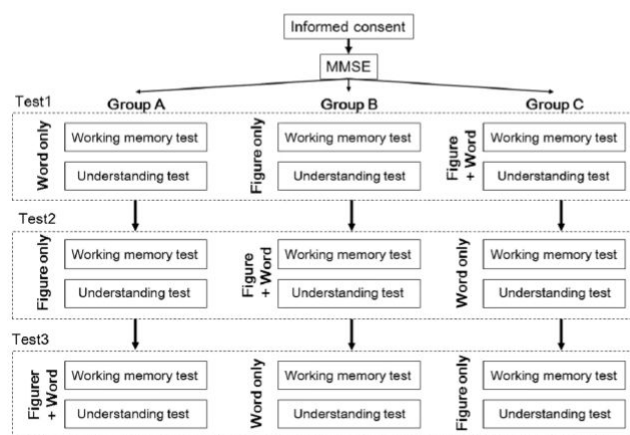 Informed consent
MMSE
Test1
Group A
Group B
Group C
Word only
Working memory test
Understanding test
Figure only
Working memory test
Understanding test
Figure
+ Word
Working memory test
Understanding test
Test2
Figure only
Working memory test
Understanding test
Figure
+ Word
Working memory test
Understanding test
Word only
Working memory test
Understanding test
Test3
Figurer
+ Word
Working memory test
Understanding test
Word only
Working memory test
Understanding test
Figure only
Working memory test
Understanding test